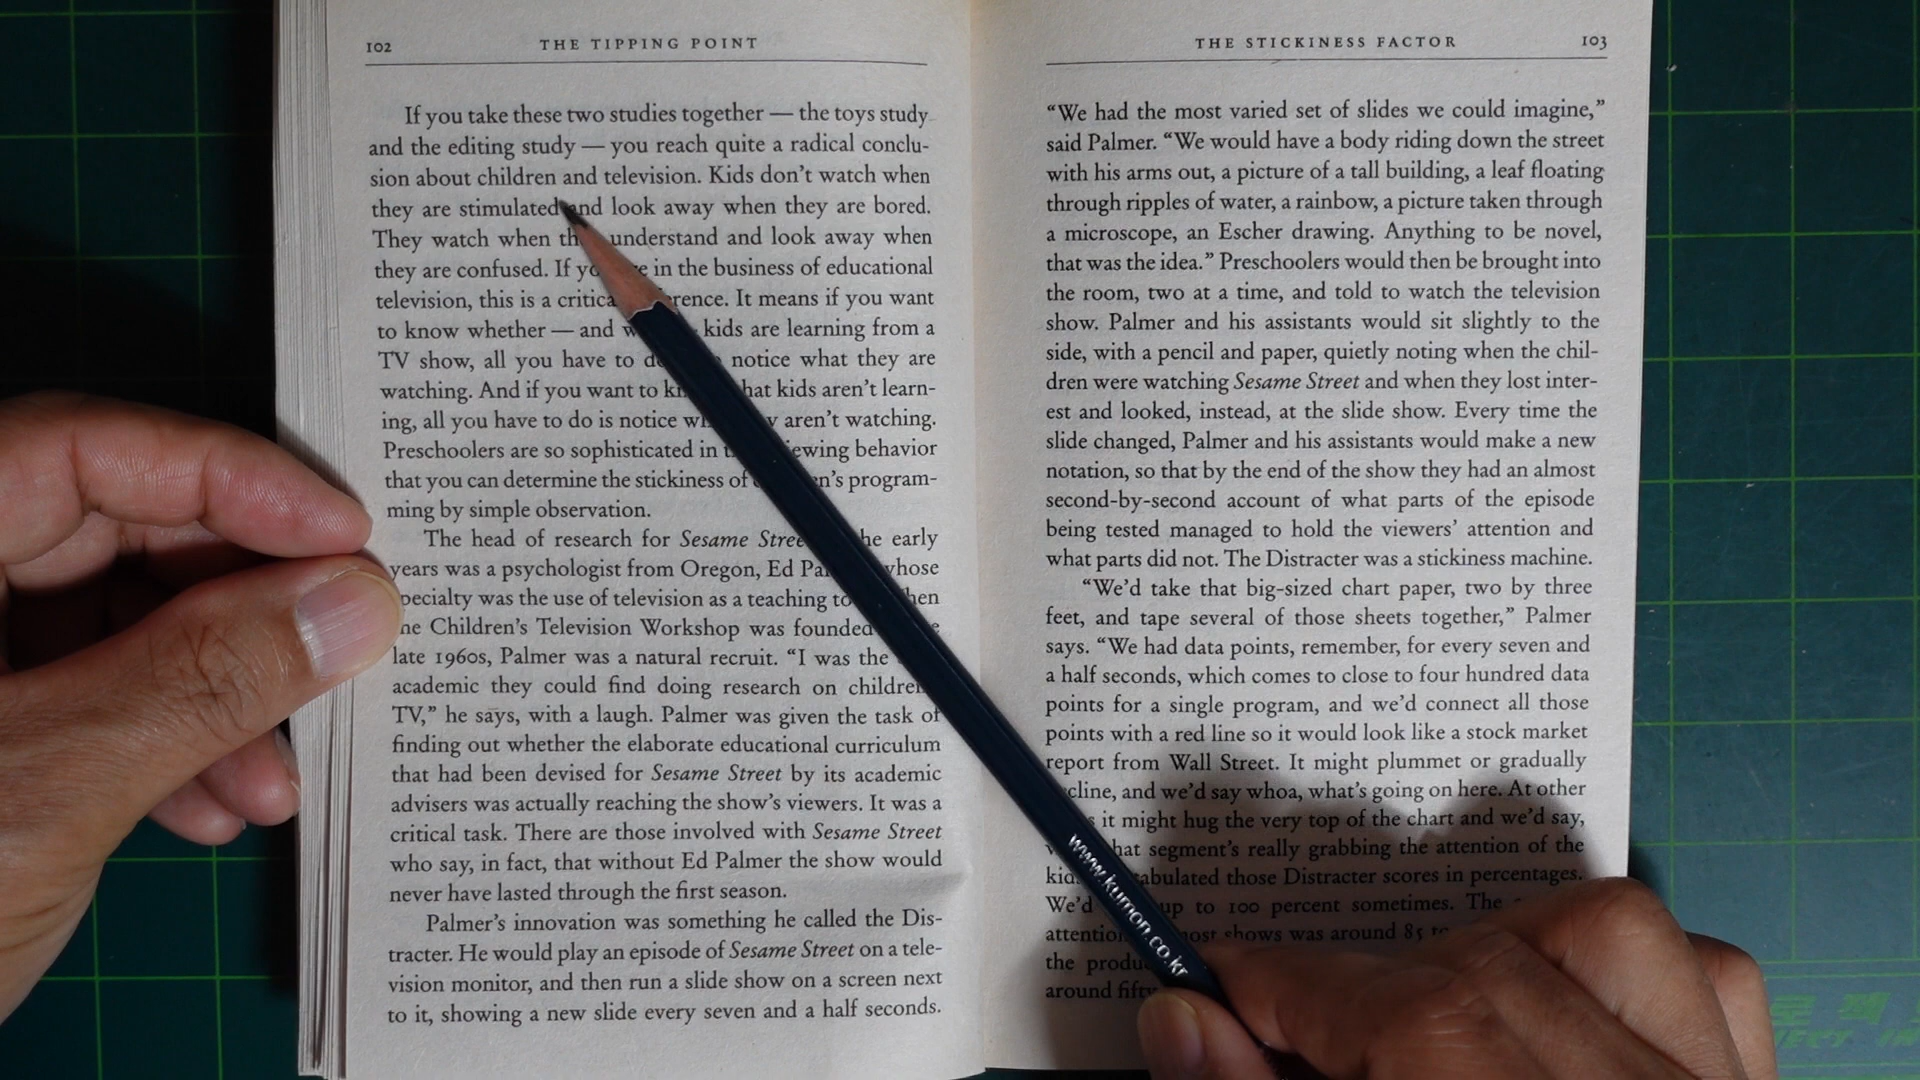 102 THE TIPPING POINT
If you take these two studies together — the toys study
and the editing study — you reach quite a radical conclu-
sion about children and television. Kids don’t watch when
they are stimulated and look away when they are bored.
They watch when understand and look away when
they are confused. If in the business of educational
television, this is a It means if you want
to know whether — and kids are learning from a
TV show, all you have to notice what they are
watching. And if you want to kids aren’t learn-
ing, all you have to do is notice aren’t watching.
Preschoolers are so sophisticated in behavior
that you can determine the stickiness of program-
ming by simple observation.
The head of research for Sesame early
years was a psychologist from Oregon, Ed whose
specialty was the use of television as a teaching
the Children’s Television Workshop was founded
late 1960s, Palmer was a natural recruit. “I was the
academic they could find doing research on children
TV,” he says, with a laugh. Palmer was given the task of
finding out whether the elaborate educational curriculum
that had been devised for Sesame Street by its academic
advisers was actually reaching the show’s viewers. It was a
critical task. There are those involved with Sesame Street
who say, in fact, that without Ed Palmer the show would
never have lasted through the first season.
Palmer’s innovation was something he called the Dis-
tracter. He would play an episode of Sesame Street on a tele-
vision monitor, and then run a slide show on a screen next
to it, showing a new slide every seven and a half seconds.
THE STICKINESS FACTOR 103
“We had the most varied set of slides we could imagine,”
said Palmer. “We would have a body riding down the street
with his arms out, a picture of a tall building, a leaf floating
through ripples of water, a rainbow, a picture taken through
a microscope, an Escher drawing. Anything to be novel,
that was the idea.” Preschoolers would then be brought into
the room, two at a time, and told to watch the television
show. Palmer and his assistants would sit slightly to the
side, with a pencil and paper, quietly noting when the chil-
dren were watching Sesame Street and when they lost inter-
est and looked, instead, at the slide show. Every time the
slide changed, Palmer and his assistants would make a new
notation, so that by the end of the show they had an almost
second-by-second account of what parts of the episode
being tested managed to hold the viewers’ attention and
what parts did not. The Distracter was a stickiness machine.
“We’d take that big-sized chart paper, two by three
feet, and tape several of those sheets together,” Palmer
says. “We had data points, remember, for every seven and
a half seconds, which comes to close to four hundred data
points for a single program, and we’d connect all those
points with a red line so it would look like a stock market
report from Wall Street. It might plummet or gradually
decline, and we’d say whoa, what’s going on here. At other
it might hug the very top of the chart and we’d say,
that segment’s really grabbing the attention of the
tabulated those Distracter scores in percentages.
We’d up to 100 percent sometimes. The
attention most shows was around 85
the
around fifty
www.kumon.co.kr